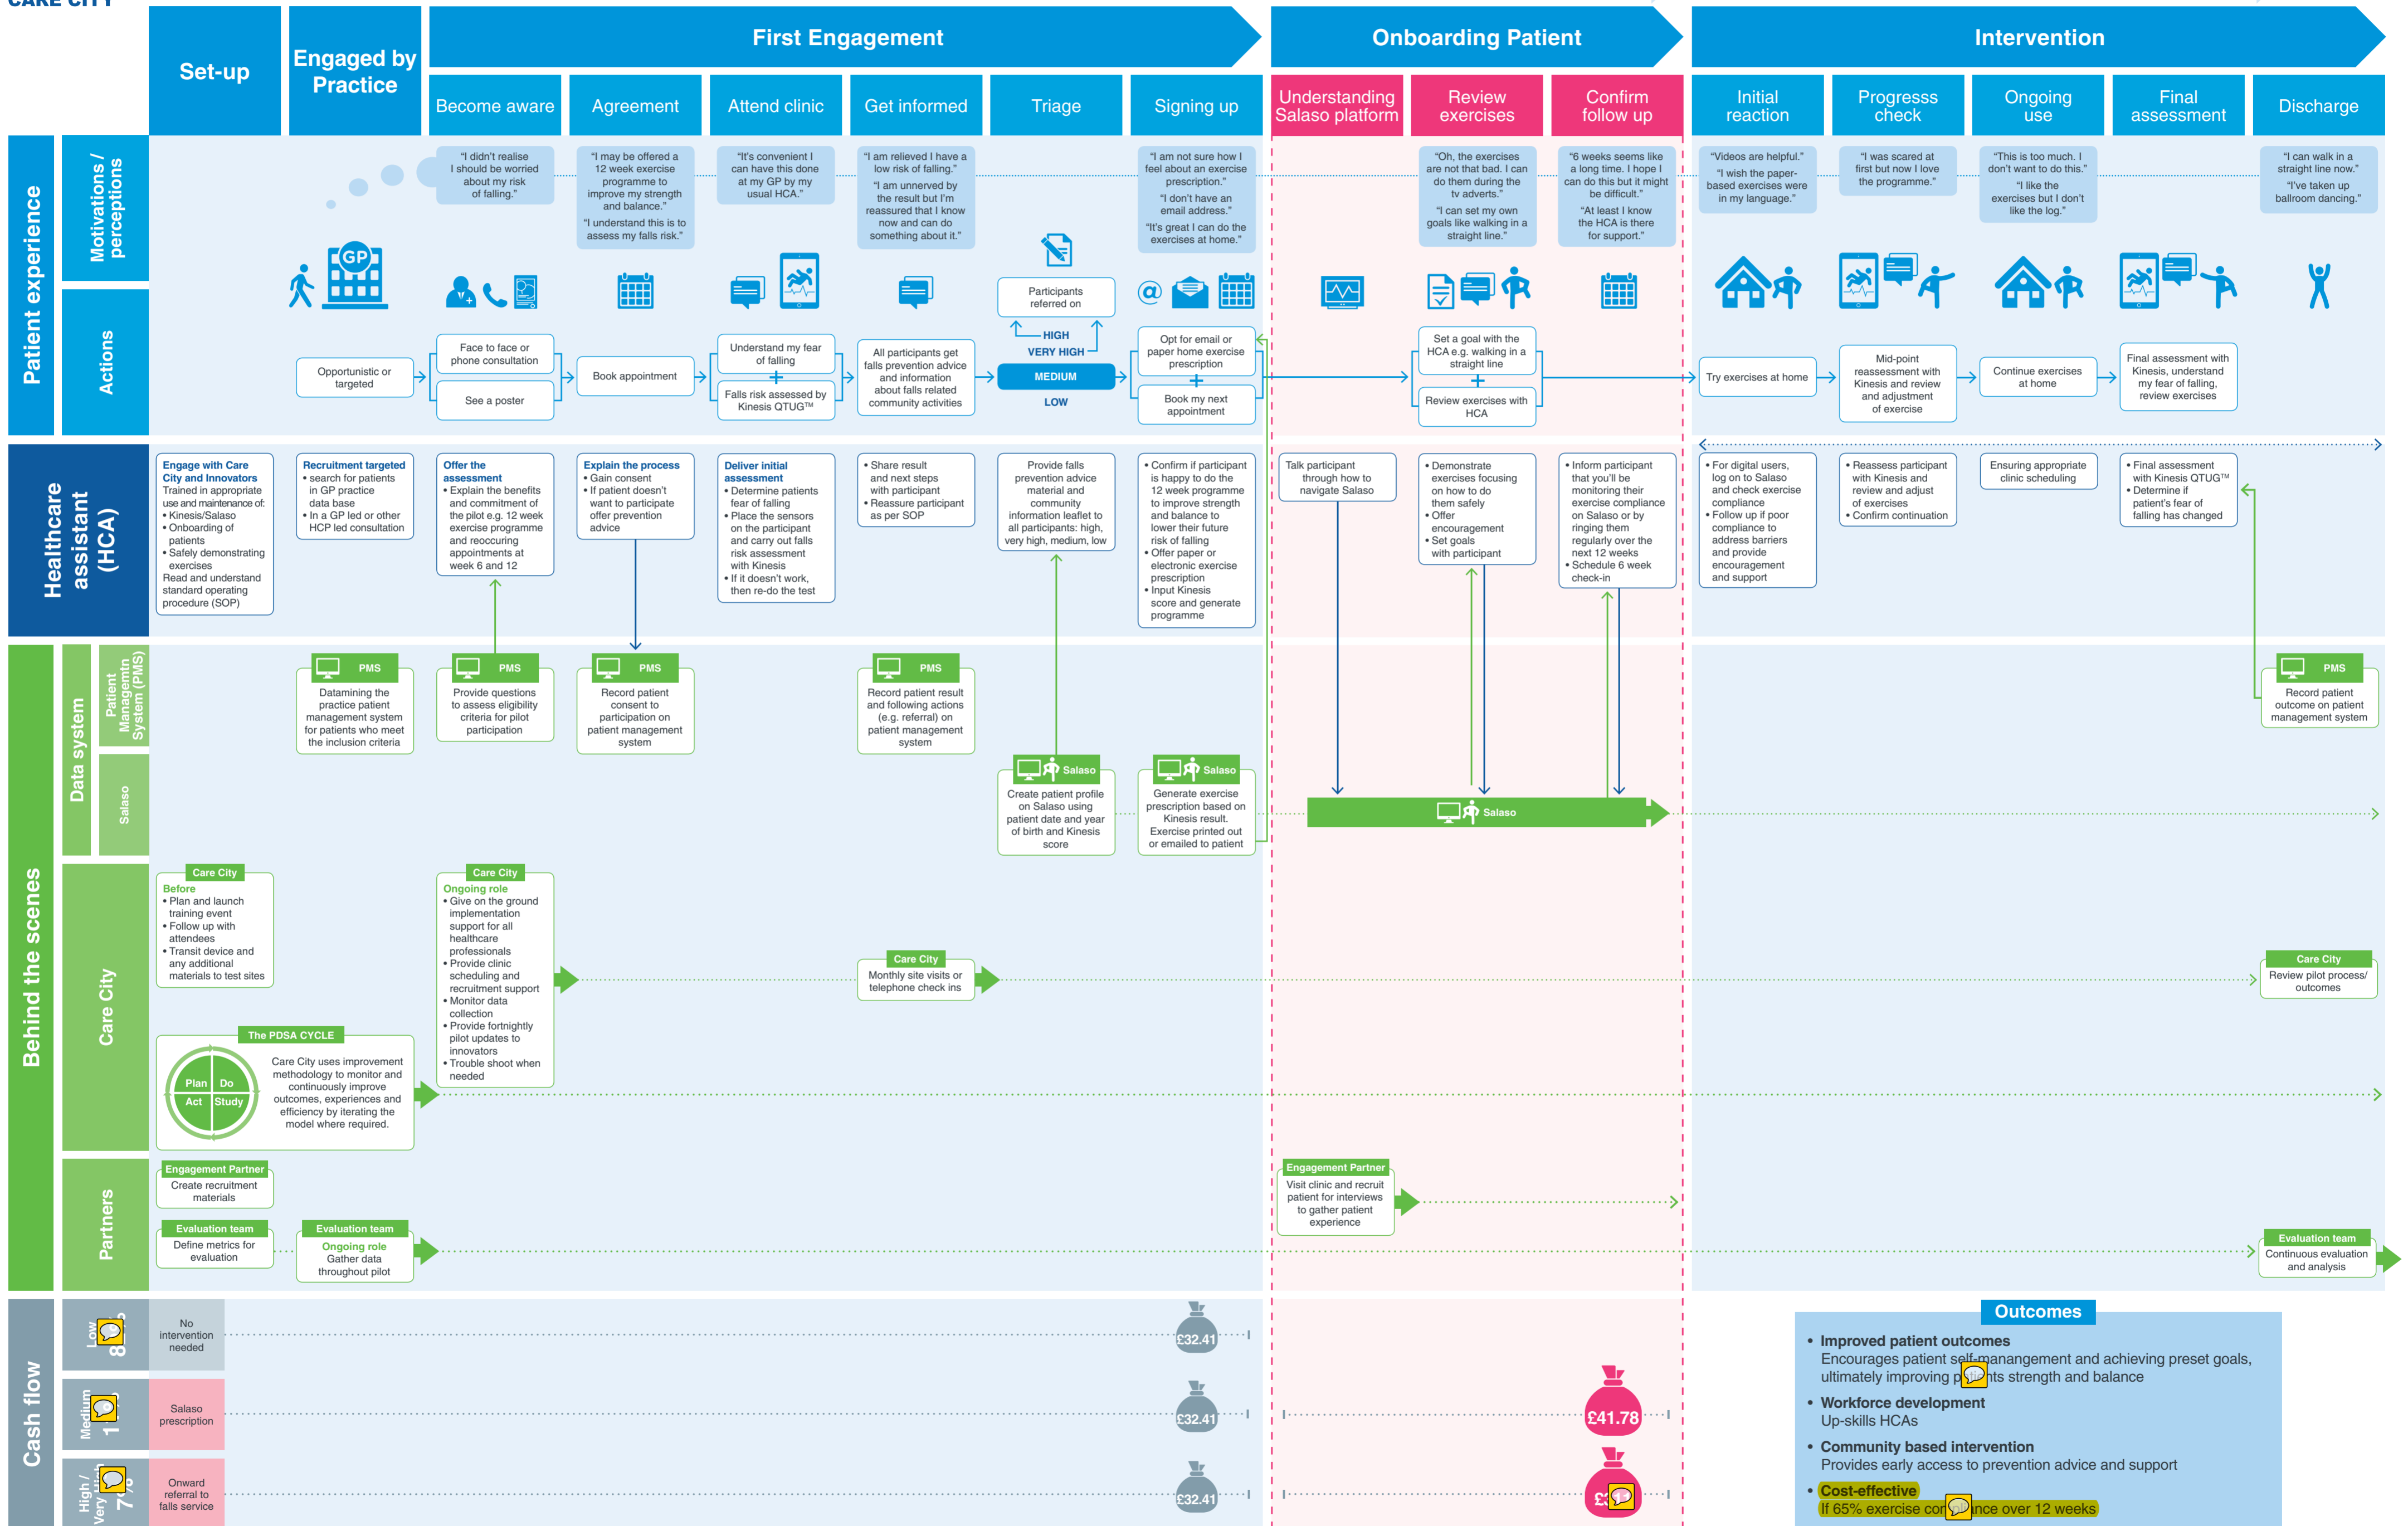 CARE CITY
Set-up
Engaged by
Practice
First Engagement
Onboarding Patient
Intervention
Become aware
Agreement
Attend clinic
Get informed
Triage
Signing up
Understanding
Salaso platform
Review
exercises
Confirm
follow up
Initial
reaction
Progresss
check
Ongoing
use
Final
assessment
Discharge
Patient experience
Motivations /
perceptions
“I didn’t realise
I should be worried
about my risk
of falling.”
“I may be offered a
12 week exercise
programme to
improve my strength
and balance.”
“I understand this is to
assess my falls risk.”
“It’s convenient I
can have this done
at my GP by my
usual HCA.”
“I am relieved I have a
low risk of falling.”
“I am unnerved by
the result but I’m
reassured that I know
now and can do
something about it.”
“I am not sure how I
feel about an exercise
prescription.”
“I don’t have an
email address.”
“It’s great I can do the
exercises at home.”
“Oh, the exercises
are not that bad. I can
do them during the
tv adverts.”
“I can set my own
goals like walking in a
straight line.”
“6 weeks seems like
a long time. I hope I
can do this but it might
be difficult.”
“At least I know
the HCA is there
for support.”
“Videos are helpful.”
“I wish the paper-
based exercises were
in my language.”
“I was scared at
first but now I love
the programme.”
“This is too much. I
don’t want to do this.”
“I like the
exercises but I don’t
like the log.”
“I can walk in a
straight line now.”
“I’ve taken up
ballroom dancing.”
GP
@
Actions
Opportunistic or
targeted
Face to face or
phone consultation
See a poster
Book appointment
Understand my fear
of falling
+
Falls risk assessed by
Kinesis QTUG™
All participants get
falls prevention advice
and information
about falls related
community activities
Participants
referred on
HIGH
VERY HIGH
MEDIUM
LOW
Opt for email or
paper home exercise
prescription
+
Book my next
appointment
Set a goal with the
HCA e.g. walking in a
straight line
+
Review exercises with
HCA
Try exercises at home
Mid-point
reassessment with
Kinesis and review
and adjustment
of exercise
Continue exercises
at home
Final assessment with
Kinesis, understand
my fear of falling,
review exercises
Healthcare
assistant
(HCA)
Engage with Care
City and Innovators
Trained in appropriate
use and maintenance of:
• Kinesis/Salaso
• Onboarding of
patients
• Safely demonstrating
exercises
Read and understand
standard operating
procedure (SOP)
Recruitment targeted
• search for patients
in GP practice
data base
• In a GP led or other
HCP led consultation
Offer the
assessment
• Explain the benefits
and commitment of
the pilot e.g. 12 week
exercise programme
and reoccuring
appointments at
week 6 and 12
Explain the process
• Gain consent
• If patient doesn’t
want to participate
offer prevention
advice
Deliver initial
assessment
• Determine patients
fear of falling
• Place the sensors
on the participant
and carry out falls
risk assessment
with Kinesis
• If it doesn’t work,
then re-do the test
• Share result
and next steps
with participant
• Reassure participant
as per SOP
Provide falls
prevention advice
material and
community
information leaflet to
all participants: high,
very high, medium, low
• Confirm if participant
is happy to do the
12 week programme
to improve strength
and balance to
lower their future
risk of falling
• Offer paper or
electronic exercise
prescription
• Input Kinesis
score and generate
programme
Talk participant
through how to
navigate Salaso
• Demonstrate
exercises focusing
on how to do
them safely
• Offer
encouragement
• Set goals
with participant
• Inform participant
that you’ll be
monitoring their
exercise compliance
on Salaso or by
ringing them
regularly over the
next 12 weeks
• Schedule 6 week
check-in
• For digital users,
log on to Salaso
and check exercise
compliance
• Follow up if poor
compliance to
address barriers
and provide
encouragement
and support
• Reassess participant
with Kinesis and
review and adjust
of exercises
• Confirm continuation
Ensuring appropriate
clinic scheduling
• Final assessment
with Kinesis QTUG™
• Determine if
patient’s fear of
falling has changed
Behind the scenes
Data system
Patient
Managemtn
System (PMS)
PMS
Datamining the
practice patient
management system
for patients who meet
the inclusion criteria
PMS
Provide questions
to assess eligibility
criteria for pilot
participation
PMS
Record patient
consent to
participation on
patient management
system
PMS
Record patient result
and following actions
(e.g. referral) on
patient management
system
PMS
Record patient
outcome on patient
management system
Salaso
Salaso
Create patient profile
on Salaso using
patient date and year
of birth and Kinesis
score
Salaso
Generate exercise
prescription based on
Kinesis result.
Exercise printed out
or emailed to patient
Salaso
Care City
Care City
Before
• Plan and launch
training event
• Follow up with
attendees
• Transit device and
any additional
materials to test sites
Care City
Ongoing role
• Give on the ground
implementation
support for all
healthcare
professionals
• Provide clinic
scheduling and
recruitment support
• Monitor data
collection
• Provide fortnightly
pilot updates to
innovators
• Trouble shoot when
needed
Care City
Monthly site visits or
telephone check ins
Care City
Review pilot process/
outcomes
The PDSA CYCLE
Plan
Do
Act
Study
Care City uses improvement
methodology to monitor and
continuously improve
outcomes, experiences and
efficiency by iterating the
model where required.
Partners
Engagement Partner
Create recruitment
materials
Engagement Partner
Visit clinic and recruit
patient for interviews
to gather patient
experience
Evaluation team
Define metrics for
evaluation
Evaluation team
Ongoing role
Gather data
throughout pilot
Evaluation team
Continuous evaluation
and analysis
Cash flow
Low
No
intervention
needed
£32.41
Medium
Salaso
prescription
£32.41
£41.78
High /
Very High
Onward
referral to
falls service
£32.41
Outcomes
• Improved patient outcomes
Encourages patient self-manangement and achieving preset goals,
ultimately improving patients strength and balance
• Workforce development
Up-skills HCAs
• Community based intervention
Provides early access to prevention advice and support
• Cost-effective
If 65% exercise compliance over 12 weeks